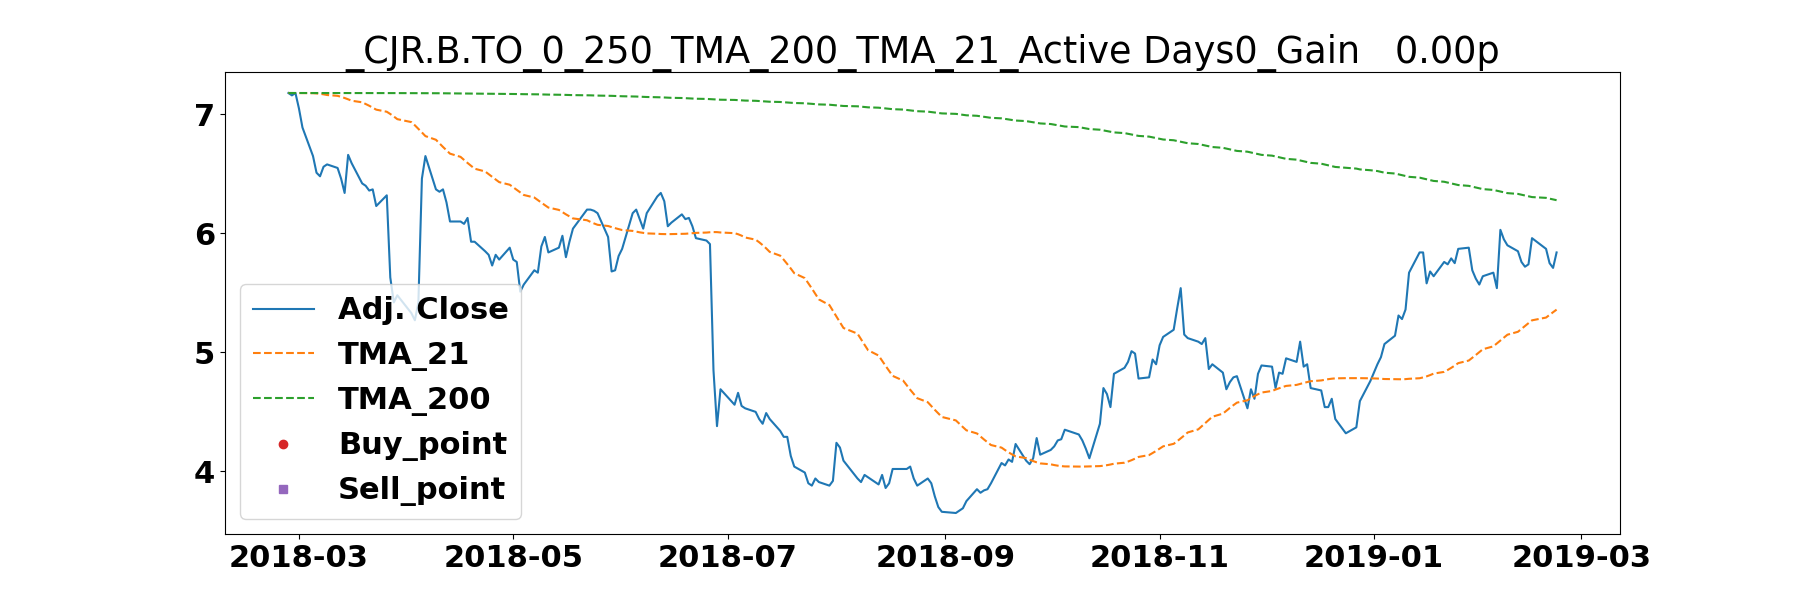 _CJR.B.TO_0_250_TMA_200_TMA_21_Active Days0_Gain   0.00p
7
6
5
4
Adj. Close
TMA_21
TMA_200
Buy_point
Sell_point
2018-03 2018-05 2018-07 2018-09 2018-11 2019-01 2019-03